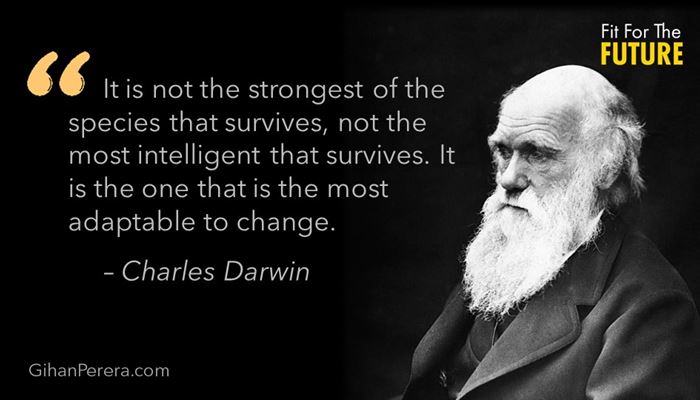 Fit For The
FUTURE
“ It is not the strongest of the
species that survives, not the
most intelligent that survives. It
is the one that is the most
adaptable to change.
– Charles Darwin
GihanPerera.com